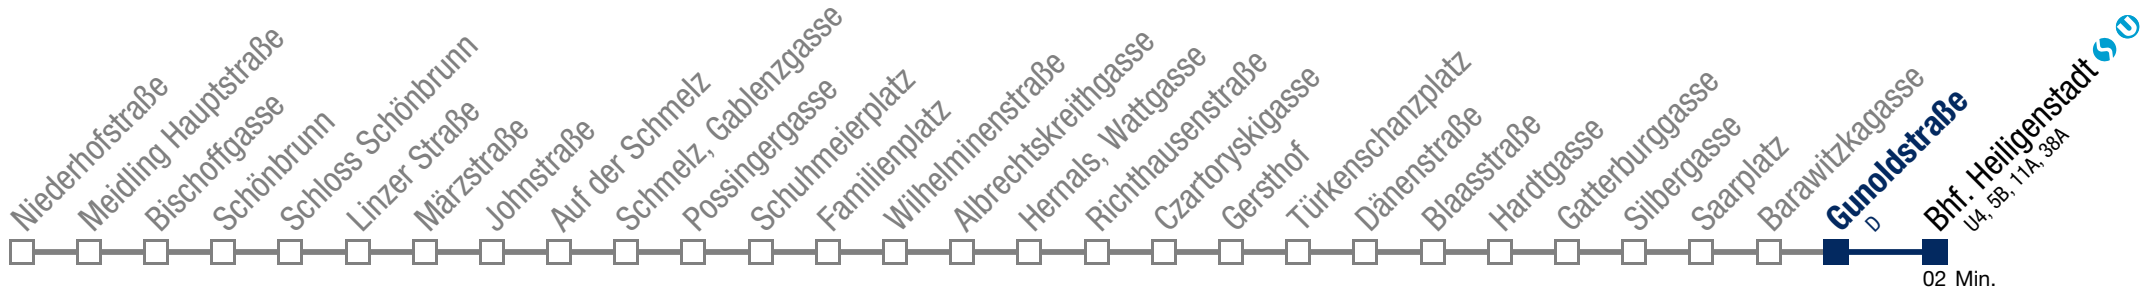 Niederhofstraße
Meidling Hauptstraße
Bischoffgasse
Schönbrunn
Schloss Schönbrunn
Linzer Straße
Märzstraße
Johnstraße
Auf der Schmelz
Schmelz, Gablenzgasse
Possingergasse
Schuhmeierplatz
Familienplatz
Wilhelminenstraße
Albrechtskreithgasse
Hernals, Wattgasse
Richthausenstraße
Czartoryskigasse
Gersthof
Türkenschanzplatz
Dänenstraße
Blaasstraße
Hardtgasse
Gatterburggasse
Silbergasse
Saarplatz
Barawitzkagasse
Gunoldstraße
D
Bhf. Heiligenstadt S U
U4, 5B, 11A, 38A
02 Min.